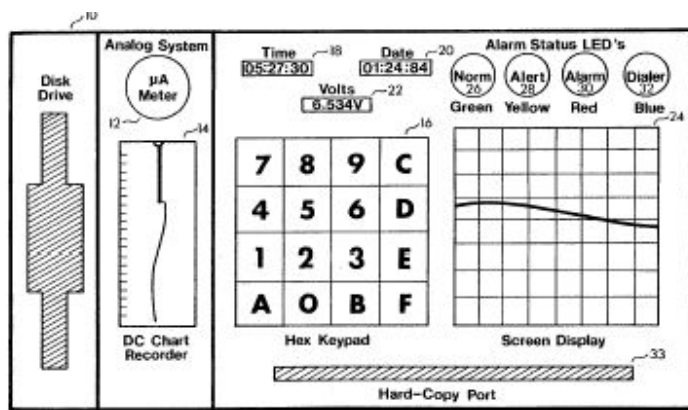 10
Disk
Drive
Analog System
µA
Meter
12
14
DC Chart
Recorder
Time
18
05:27:30
Date
20
01:24:84
Volts
22
6.534V
16
7 8 9 C
4 5 6 D
1 2 3 E
A O B F
Hex Keypad
Alarm Status LED's
Norm
26
Green
Alert
28
Yellow
Alarm
30
Red
Dialer
32
Blue
24
Screen Display
33
Hard-Copy Port